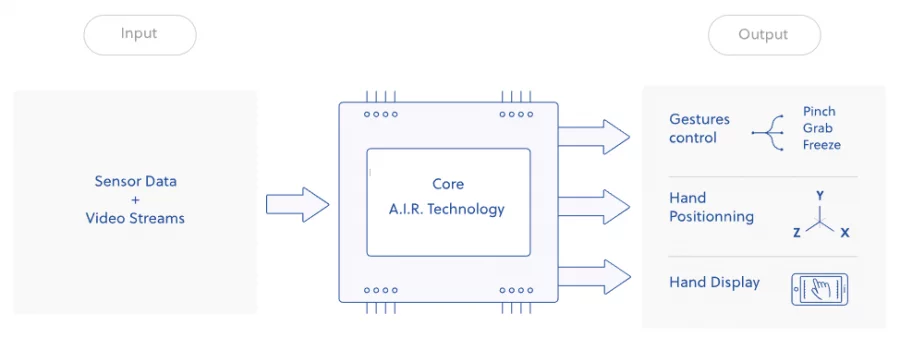 Input
Output
Sensor Data
+
Video Streams
Core
A.I.R. Technology
Gestures
control
Pinch
Grab
Freeze
Hand
Positionning
Y
Z
X
Hand Display